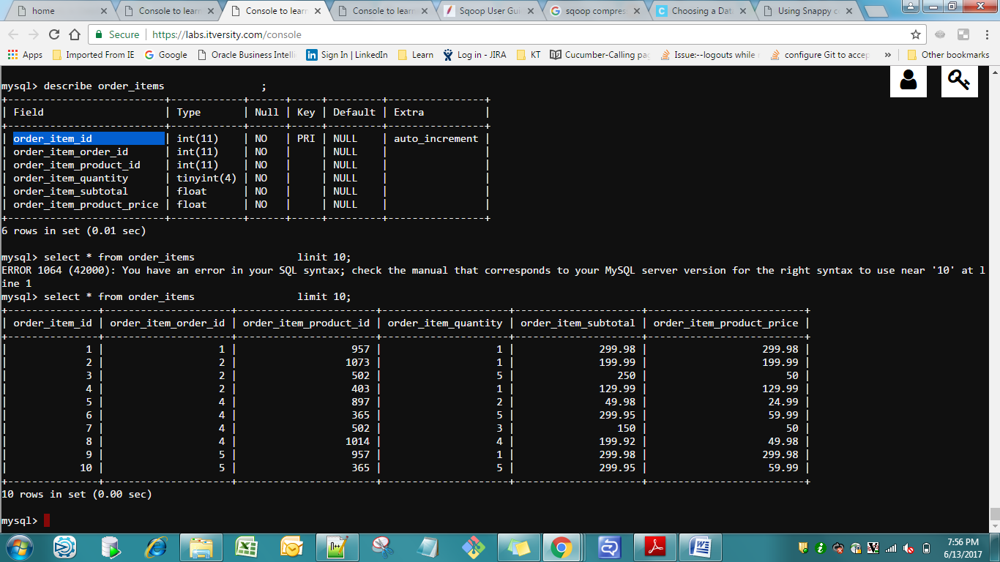 home
Console to learn
Console to learn
Console to learn
Sqoop User Gui
sqoop compres
Choosing a Dat
Using Snappy c
Secure | https://labs.itversity.com/console
Apps Imported From IE Google Oracle Business Intelli Sign In | LinkedIn Learn Log in - JIRA KT Cucumber-Calling pag Issue:--logouts while configure Git to accep » Other bookmarks
mysql> describe order_items                ;
+-------------------------+------------+------+-----+---------+----------------+
| Field                   | Type       | Null | Key | Default | Extra          |
+-------------------------+------------+------+-----+---------+----------------+
| order_item_id           | int(11)    | NO   | PRI | NULL    | auto_increment |
| order_item_order_id     | int(11)    | NO   |     | NULL    |                |
| order_item_product_id   | int(11)    | NO   |     | NULL    |                |
| order_item_quantity     | tinyint(4) | NO   |     | NULL    |                |
| order_item_subtotal     | float      | NO   |     | NULL    |                |
| order_item_product_price | float      | NO   |     | NULL    |                |
+-------------------------+------------+------+-----+---------+----------------+
6 rows in set (0.01 sec)
mysql> select * from order_items                 linit 10;
ERROR 1064 (42000): You have an error in your SQL syntax; check the manual that corresponds to your MySQL server version for the right syntax to use near '10' at l
ine 1
mysql> select * from order_items                 limit 10;
+---------------+---------------------+-----------------------+---------------------+---------------------+--------------------------+
| order_item_id | order_item_order_id | order_item_product_id | order_item_quantity | order_item_subtotal | order_item_product_price |
+---------------+---------------------+-----------------------+---------------------+---------------------+--------------------------+
|             1 |                   1 |                   957 |                   1 |              299.98 |                   299.98 |
|             2 |                   2 |                  1073 |                   1 |              199.99 |                   199.99 |
|             3 |                   2 |                   502 |                   5 |                 250 |                       50 |
|             4 |                   2 |                   403 |                   1 |              129.99 |                   129.99 |
|             5 |                   4 |                   897 |                   2 |               49.98 |                    24.99 |
|             6 |                   4 |                   365 |                   5 |              299.95 |                    59.99 |
|             7 |                   4 |                   502 |                   3 |                 150 |                       50 |
|             8 |                   4 |                  1014 |                   4 |              199.92 |                    49.98 |
|             9 |                   5 |                   957 |                   1 |              299.98 |                   299.98 |
|            10 |                   5 |                   365 |                   5 |              299.95 |                    59.99 |
+---------------+---------------------+-----------------------+---------------------+---------------------+--------------------------+
10 rows in set (0.00 sec)
mysql>
7:56 PM
6/13/2017